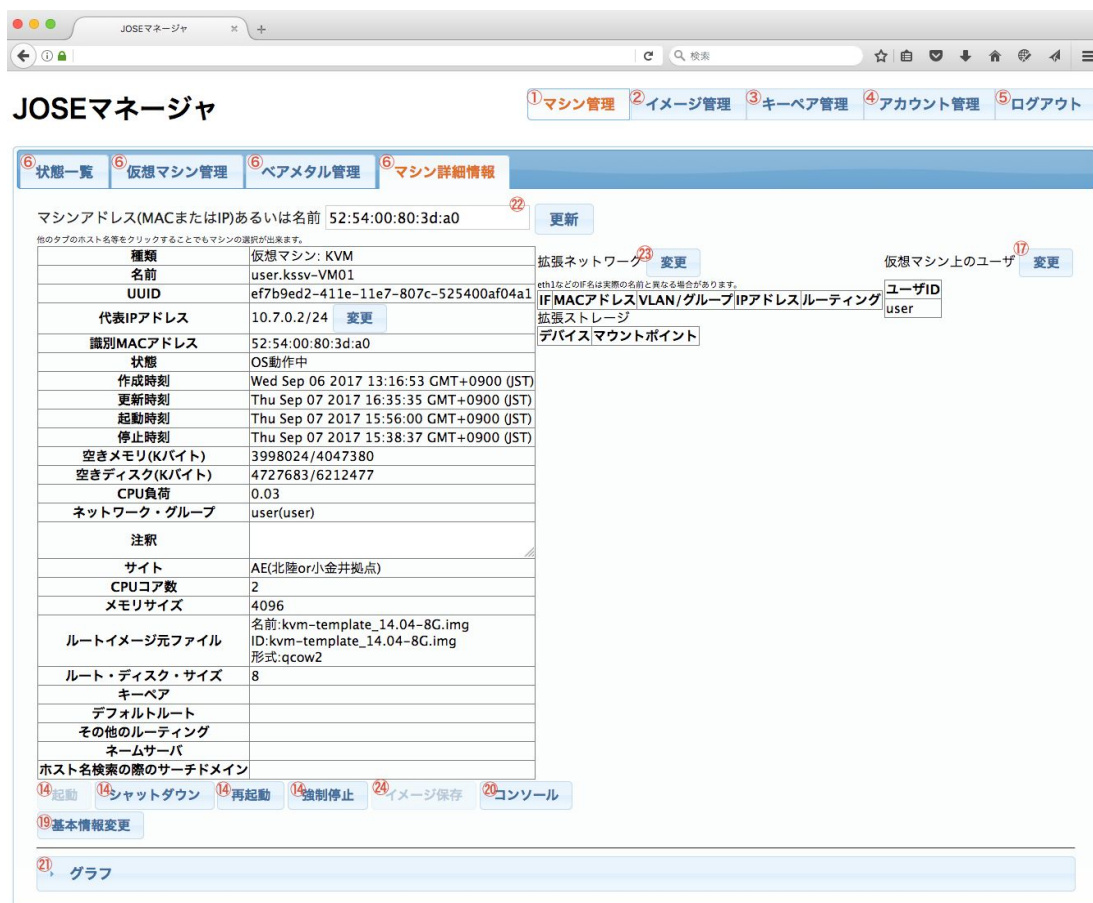 JOSEマネージャ
検索
JOSEマネージャ
①マシン管理 ②イメージ管理 ③キーペア管理 ④アカウント管理 ⑤ログアウト
⑥状態一覧 ⑥仮想マシン管理 ⑥ベアメタル管理 ⑥マシン詳細情報
マシンアドレス(MACまたはIP)あるいは名前 52:54:00:80:3d:a0 ㉒ 更新
他のタブのホスト名等をクリックすることでもマシンの選択が出来ます。
種類 仮想マシン: KVM
名前 user.kssv-VM01
UUID ef7b9ed2-411e-11e7-807c-525400af04a1
代表IPアドレス 10.7.0.2/24 変更
識別MACアドレス 52:54:00:80:3d:a0
状態 OS動作中
作成時刻 Wed Sep 06 2017 13:16:53 GMT+0900 (JST)
更新時刻 Thu Sep 07 2017 16:35:35 GMT+0900 (JST)
起動時刻 Thu Sep 07 2017 15:56:00 GMT+0900 (JST)
停止時刻 Thu Sep 07 2017 15:38:37 GMT+0900 (JST)
空きメモリ(Kバイト) 3998024/4047380
空きディスク(Kバイト) 4727683/6212477
CPU負荷 0.03
ネットワーク・グループ user(user)
注釈
サイト AE(北陸or小金井拠点)
CPUコア数 2
メモリサイズ 4096
ルートイメージ元ファイル 名前:kvm-template_14.04-8G.img
ID:kvm-template_14.04-8G.img
形式:qcow2
ルート・ディスク・サイズ 8
キーペア
デフォルトルート
その他のルーティング
ネームサーバ
ホスト名検索の際のサーチドメイン
拡張ネットワーク ㉓ 変更
eth1などのIF名は実際の名前と異なる場合があります。
IF MACアドレス VLAN/グループ IPアドレス ルーティング
拡張ストレージ
デバイス マウントポイント
仮想マシン上のユーザ ⑰ 変更
ユーザID
user
⑭起動 ⑭シャットダウン ⑭再起動 ⑭強制停止 ㉔イメージ保存 ⑳コンソール
⑲基本情報変更
㉑ グラフ